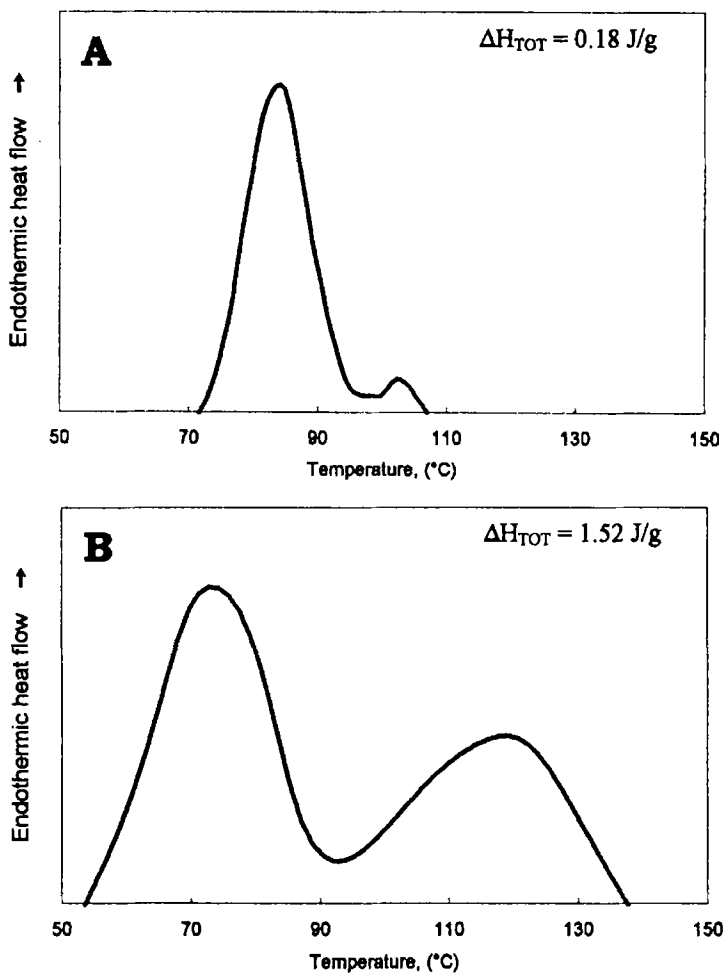 A
ΔH_TOT = 0.18 J/g
Endothermic heat flow →
50 70 90 110 130 150
Temperature, (°C)
B
ΔH_TOT = 1.52 J/g
Endothermic heat flow →
50 70 90 110 130 150
Temperature, (°C)